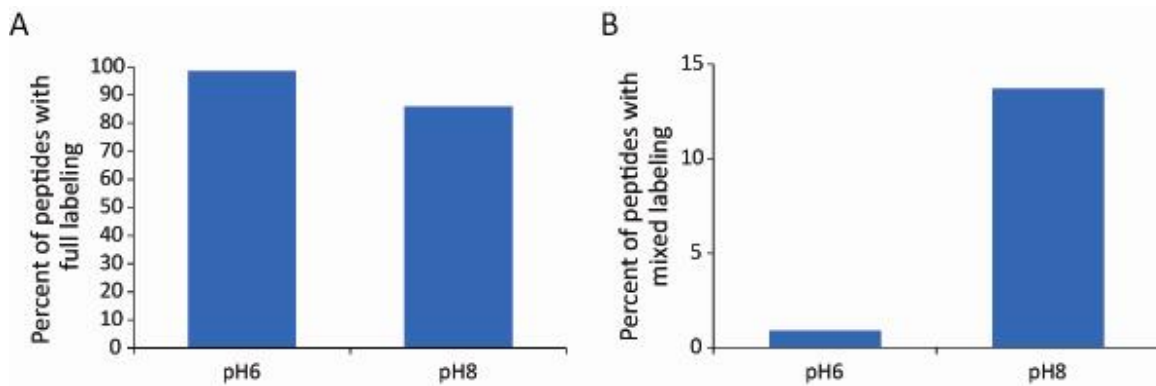 A
Percent of peptides with
full labeling
100
90
80
70
60
50
40
30
20
10
0
pH6
pH8
B
Percent of peptides with
mixed labeling
15
10
5
0
pH6
pH8